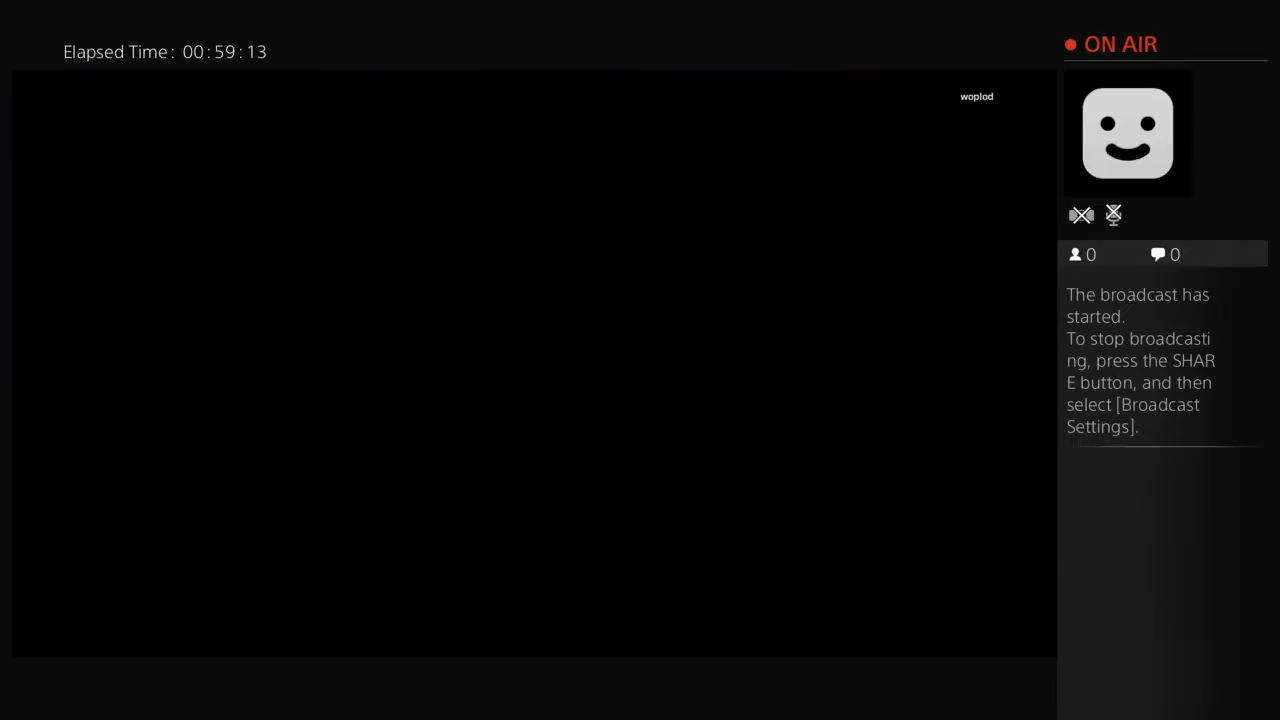 Elapsed Time: 00:59:13
ON AIR
woplod
0 0
The broadcast has
started.
To stop broadcasti
ng, press the SHAR
E button, and then
select [Broadcast
Settings].